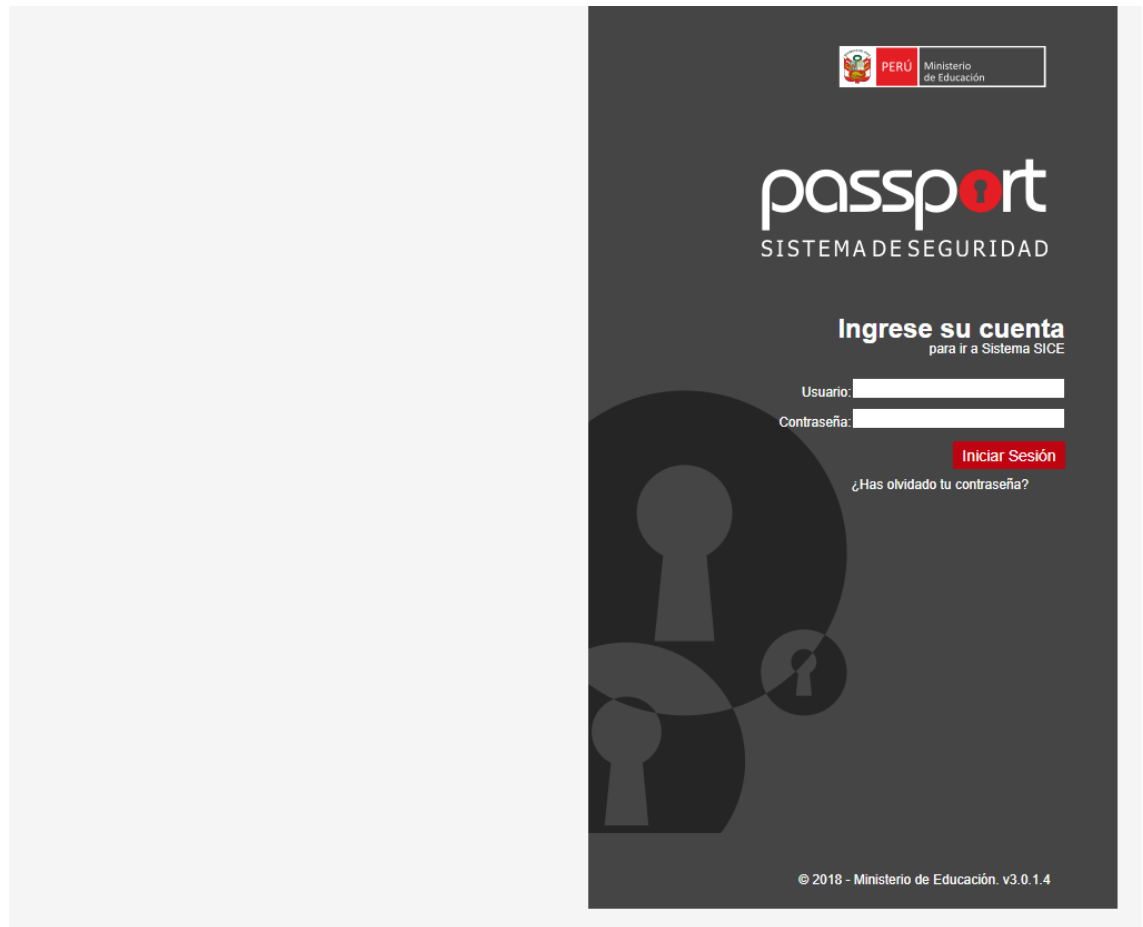 PERÚ Ministerio
de Educación
passport
SISTEMA DE SEGURIDAD
Ingrese su cuenta
para ir a Sistema SICE
Usuario:
Contraseña:
Iniciar Sesión
¿Has olvidado tu contraseña?
© 2018 - Ministerio de Educación. v3.0.1.4